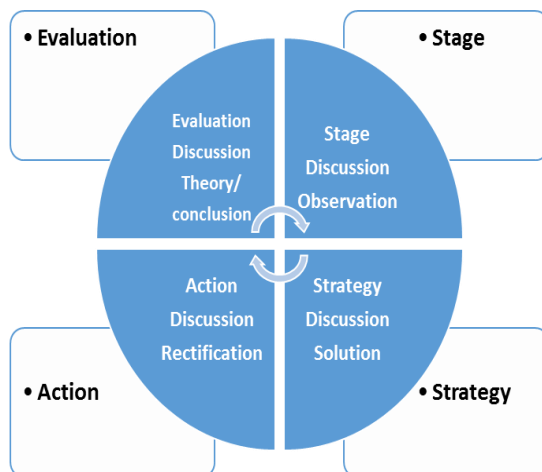 • Evaluation
• Stage
Evaluation
Discussion
Theory/
conclusion
Stage
Discussion
Observation
Action
Discussion
Rectification
Strategy
Discussion
Solution
• Action
• Strategy